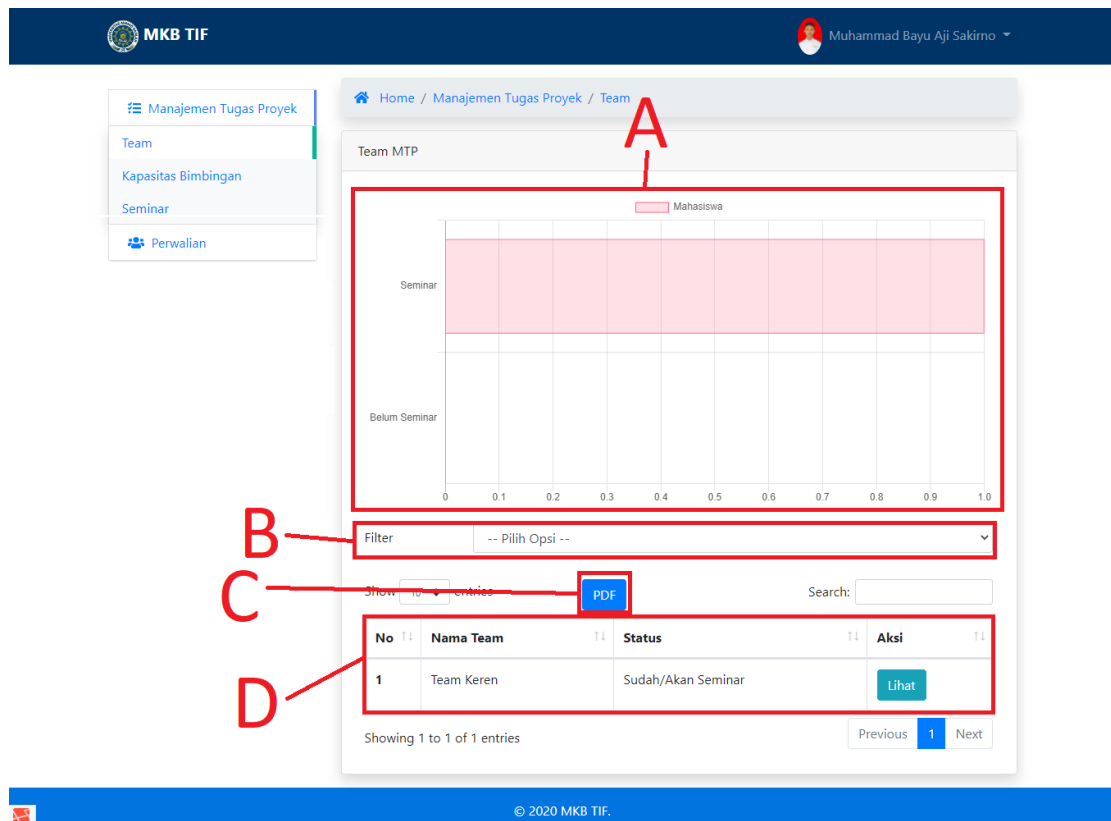 MKB TIF
Muhammad Bayu Aji Sakirno
Manajemen Tugas Proyek
Team
Kapasitas Bimbingan
Seminar
Perwalian
Home / Manajemen Tugas Proyek / Team
A
Team MTP
Mahasiswa
Seminar
Belum Seminar
0 0.1 0.2 0.3 0.4 0.5 0.6 0.7 0.8 0.9 1.0
B
Filter -- Pilih Opsi --
C
Show 10 entries PDF Search:
D
No Nama Team Status Aksi
1 Team Keren Sudah/Akan Seminar Lihat
Showing 1 to 1 of 1 entries Previous 1 Next
© 2020 MKB TIF.